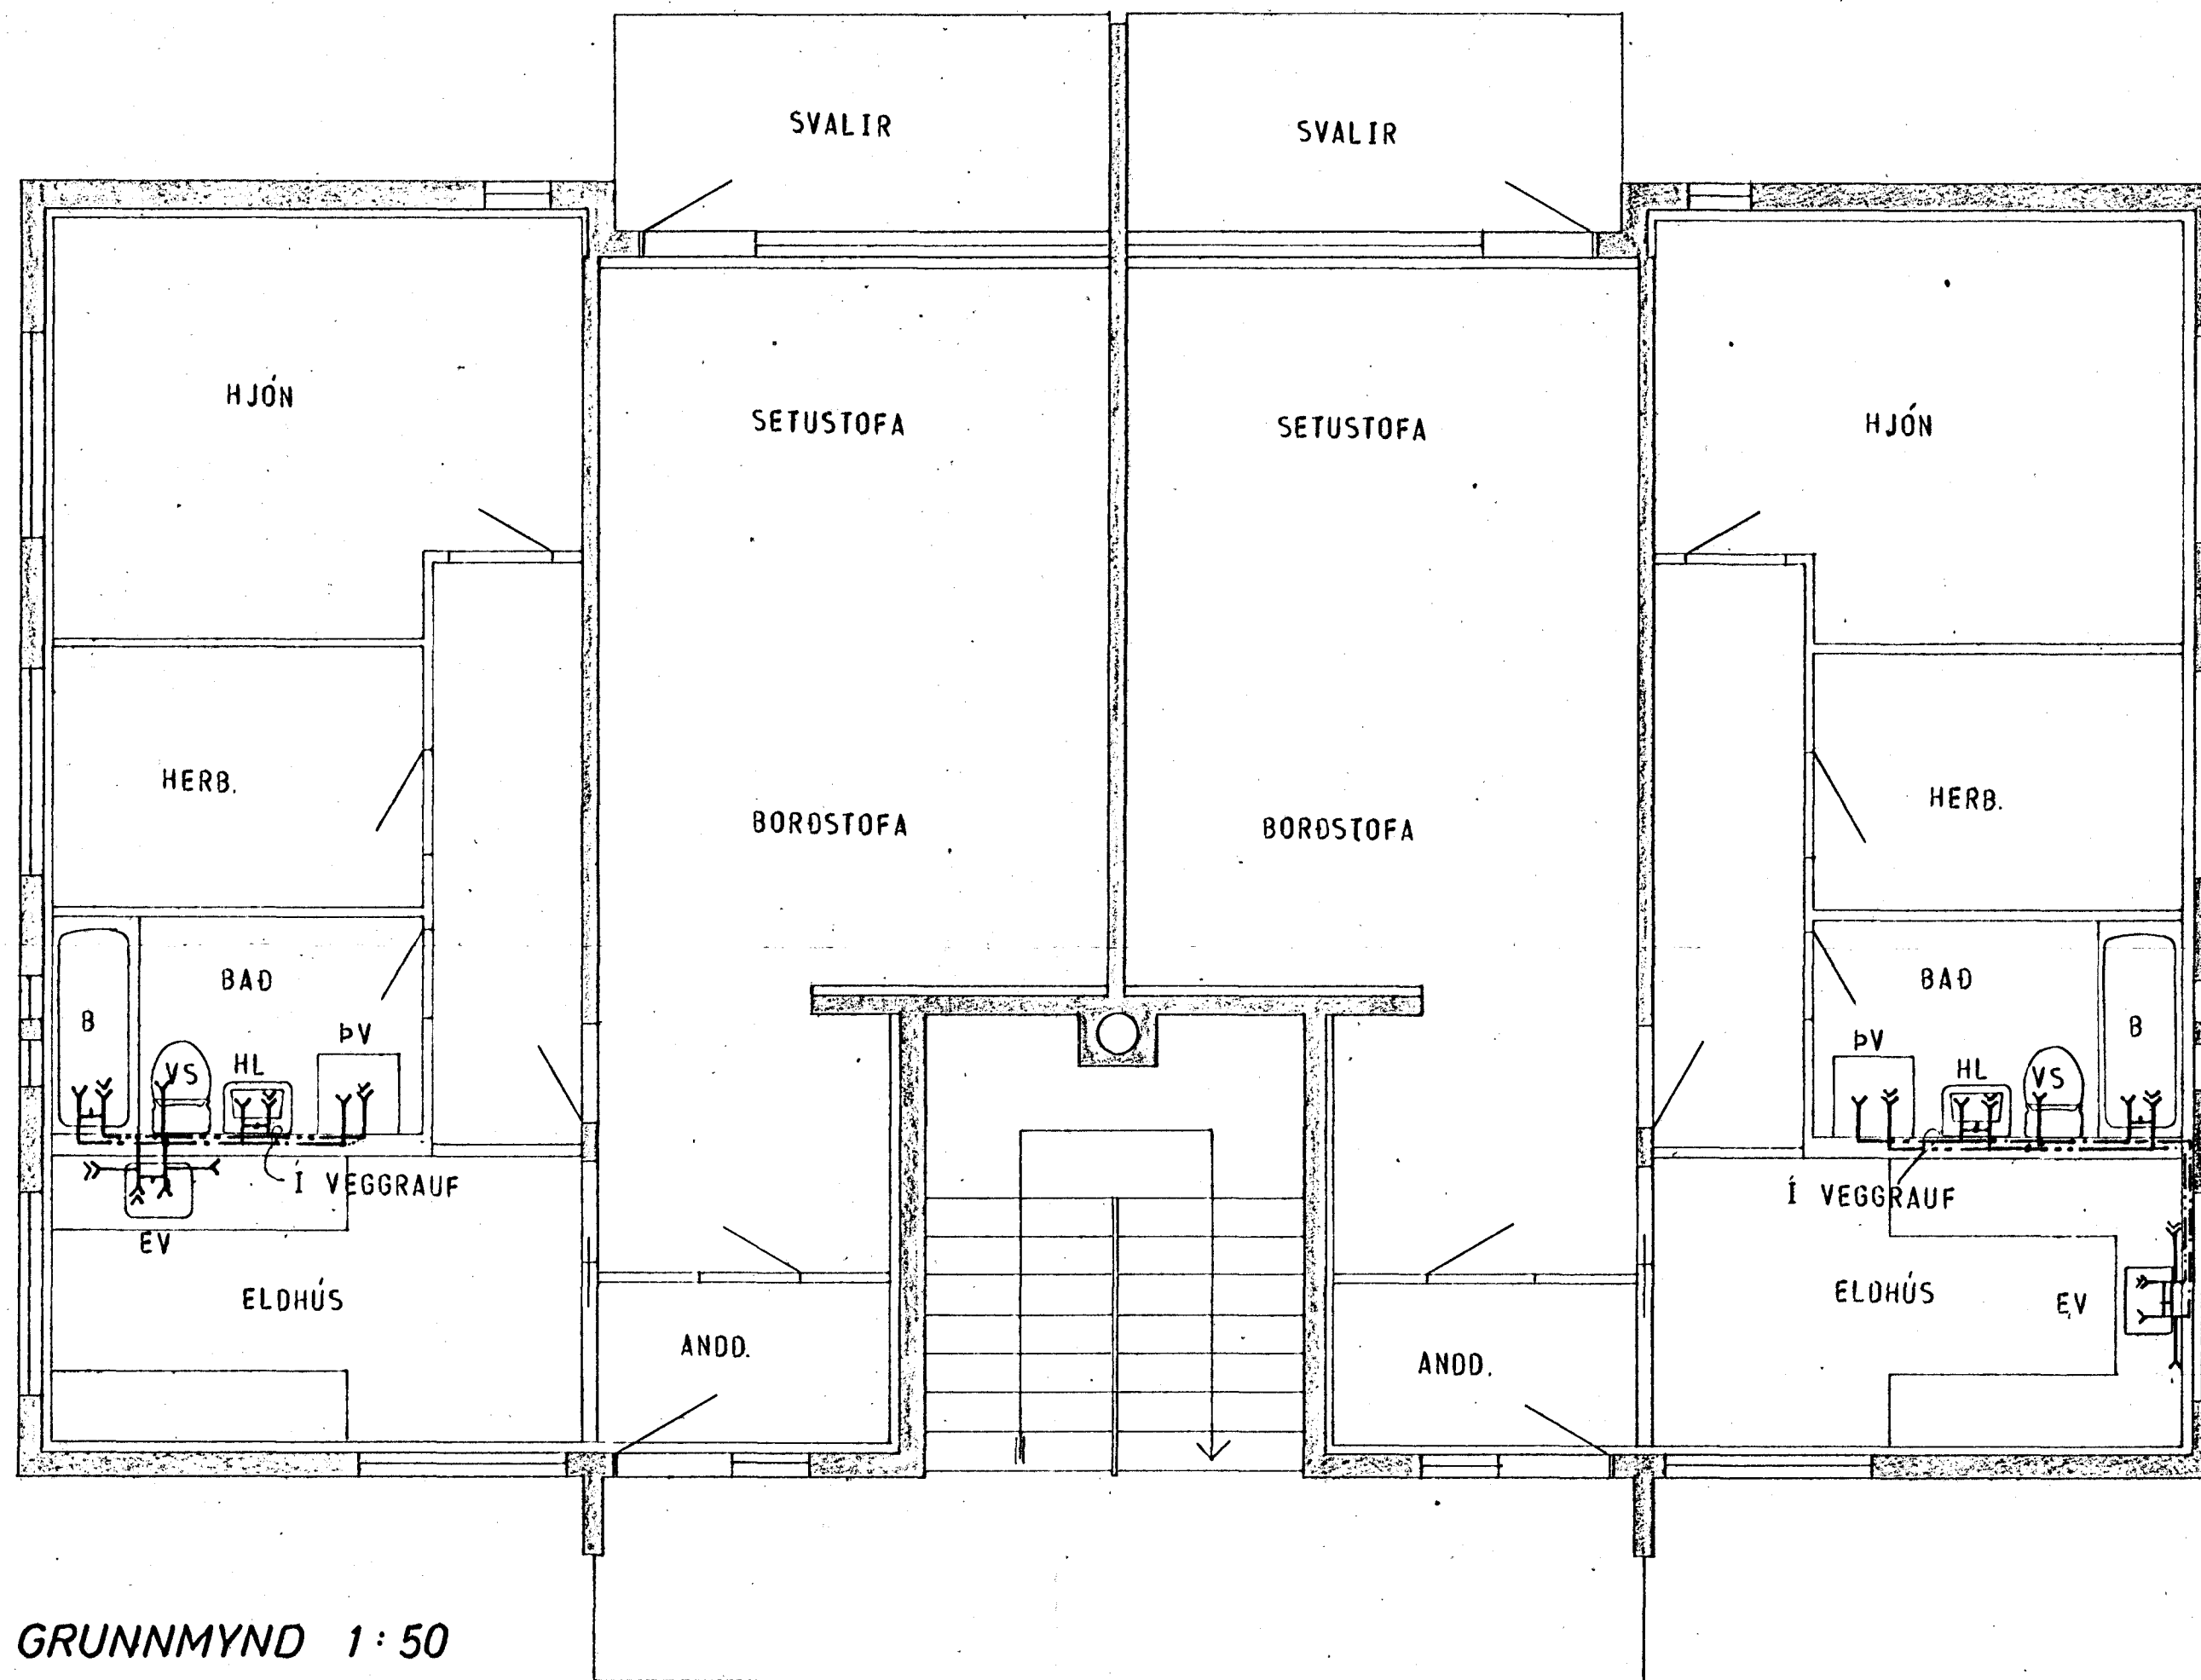 SVALIR
SVALIR
HJÓN
SETUSTOFA
SETUSTOFA
HJÓN
HERB.
BORÐSTOFA
BORÐSTOFA
HERB.
BAÐ
B
VS
HL
ÞV
BAÐ
ÞV
HL
VS
B
Í VEGGRAUF
EV
ELDHÚS
ANDD.
Í VEGGRAUF
ELDHÚS
EV
ANDD.
GRUNNMYND 1:50